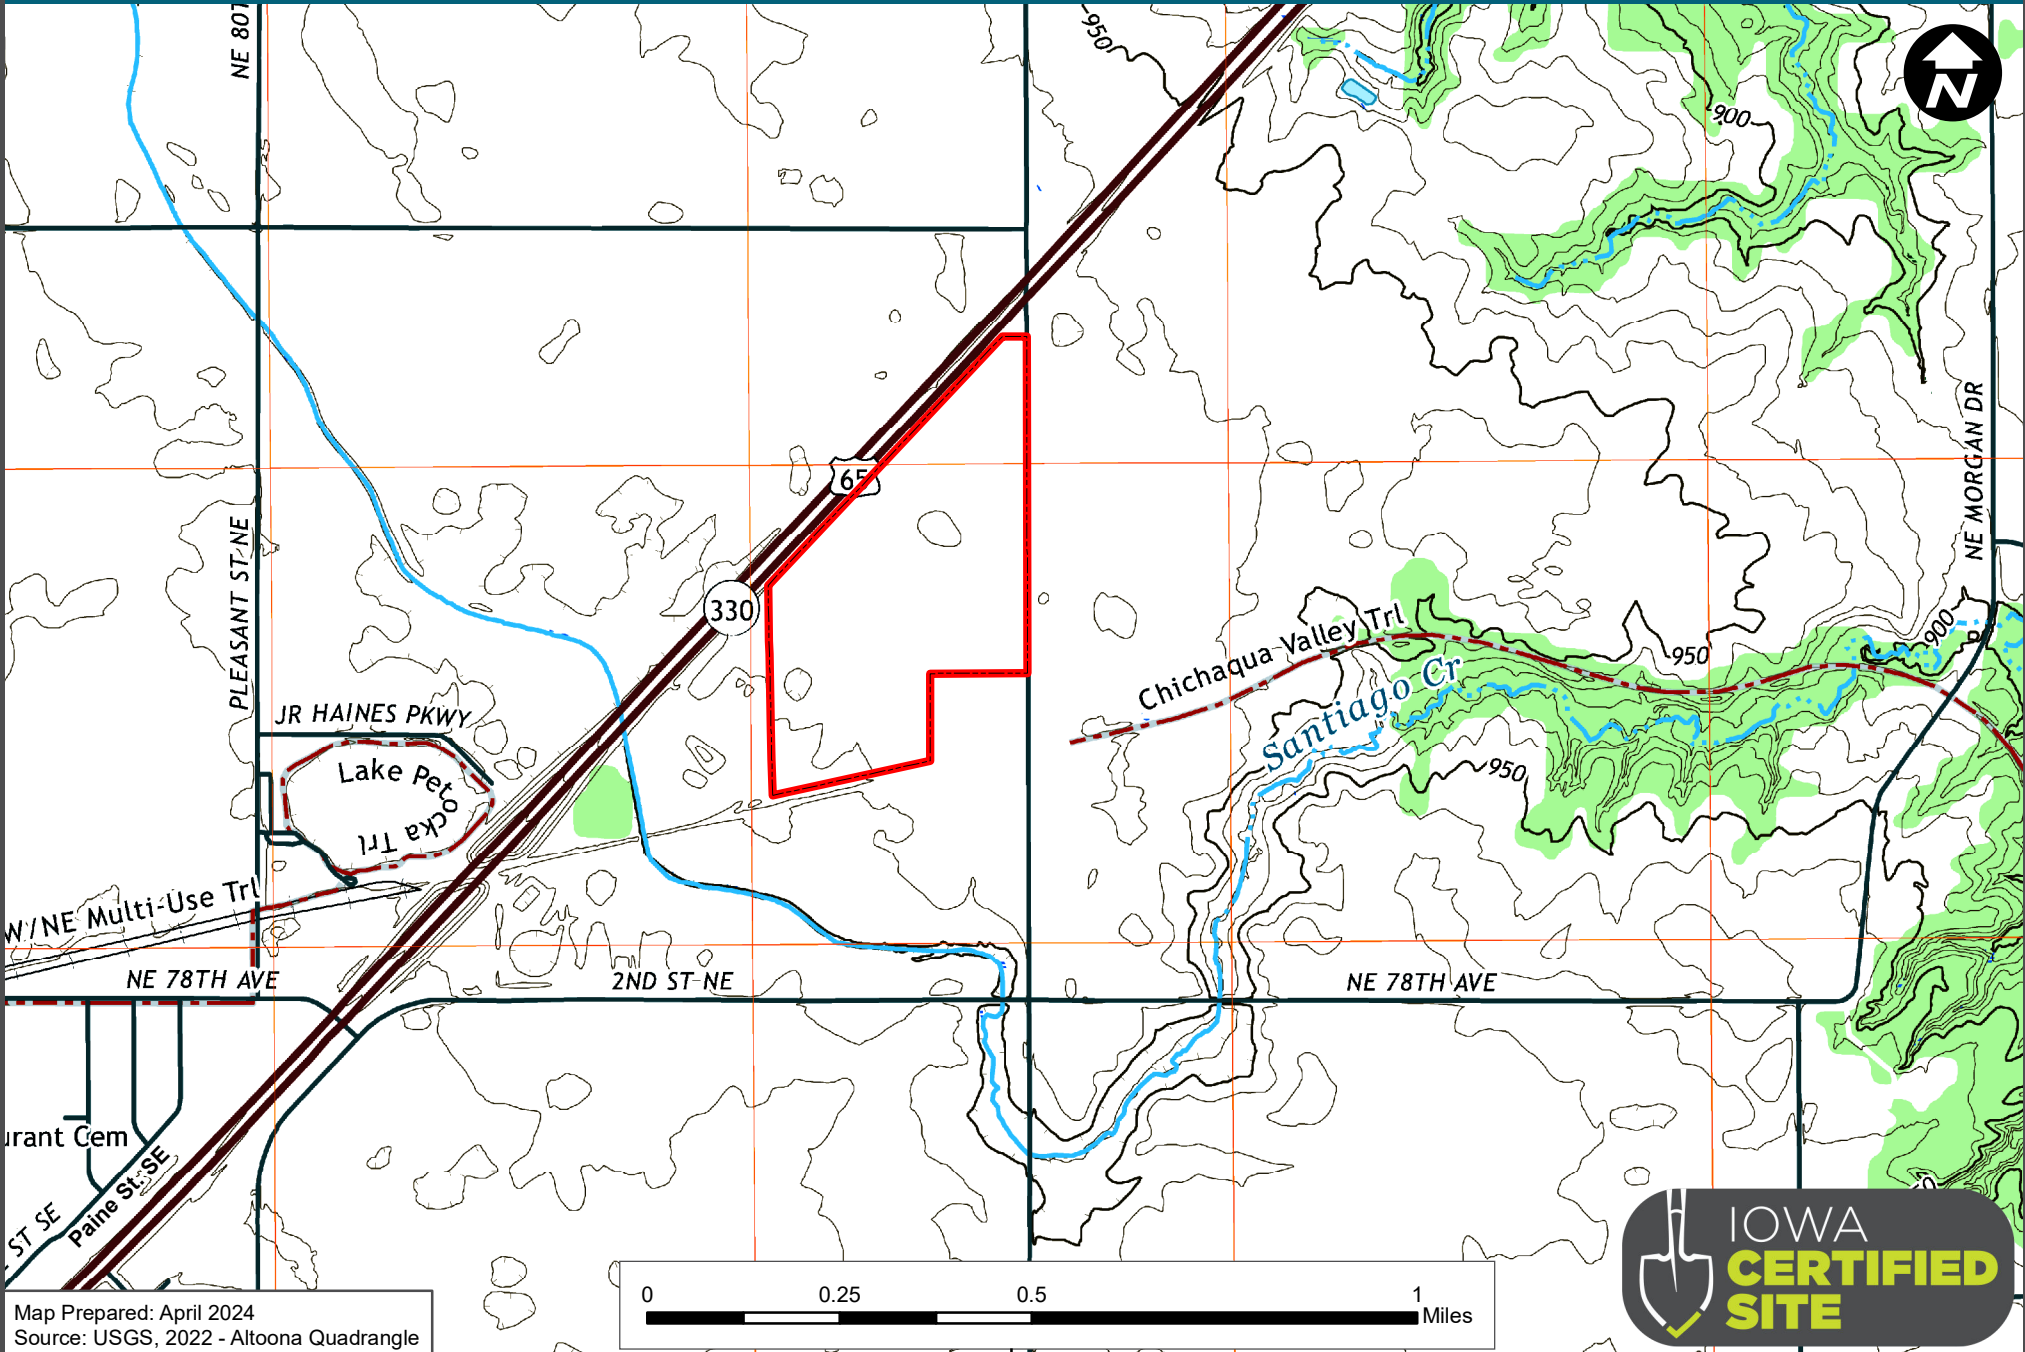 NE 80T
950
900
N
25
65
NE MORGAN DR
PLEASANT ST NE
330
Chichaqua Valley Trl
900
950
Santiago Cr
JR HAINES PKWY
Lake Petocka Trl
950
W/NE Multi-Use Trl
NE 78TH AVE
2ND ST NE
NE 78TH AVE
urant Cem
Paine St. SE
ST SE
IOWA
CERTIFIED
SITE
0 0.25 0.5 1
Miles
Map Prepared: April 2024
Source: USGS, 2022 - Altoona Quadrangle